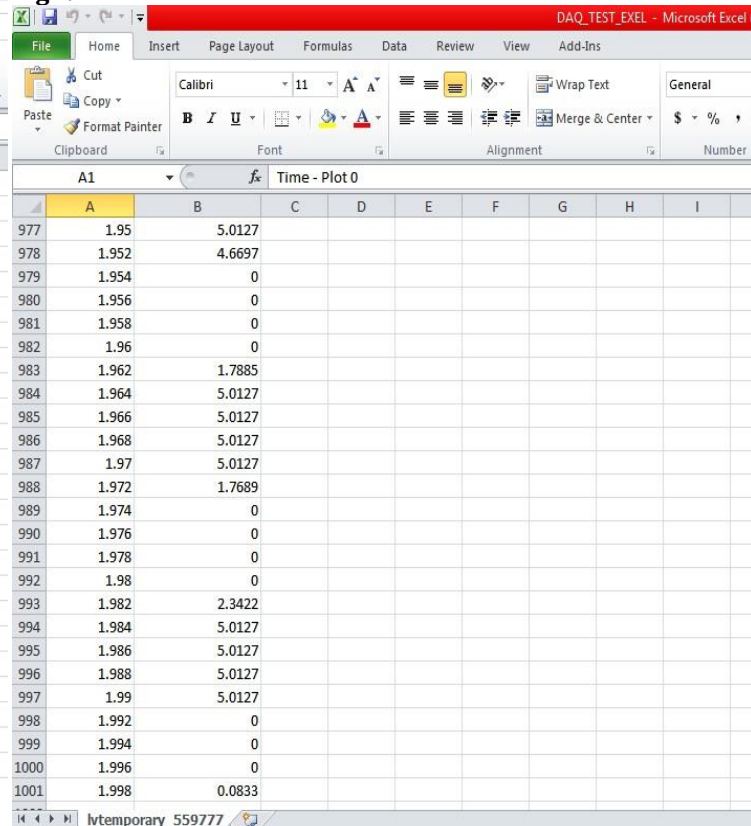 DAQ_TEST_EXEL - Microsoft Excel
File Home Insert Page Layout Formulas Data Review View Add-Ins
Paste
Cut
Copy
Format Painter
Clipboard
Calibri 11 A A
B I U A
Font
Wrap Text
Merge & Center
Alignment
General
$ % ,
Number
A1 fx Time - Plot 0
A B C D E F G H I
977 1.95 5.0127
978 1.952 4.6697
979 1.954 0
980 1.956 0
981 1.958 0
982 1.96 0
983 1.962 1.7885
984 1.964 5.0127
985 1.966 5.0127
986 1.968 5.0127
987 1.97 5.0127
988 1.972 1.7689
989 1.974 0
990 1.976 0
991 1.978 0
992 1.98 0
993 1.982 2.3422
994 1.984 5.0127
995 1.986 5.0127
996 1.988 5.0127
997 1.99 5.0127
998 1.992 0
999 1.994 0
1000 1.996 0
1001 1.998 0.0833
lvtemporary_559777